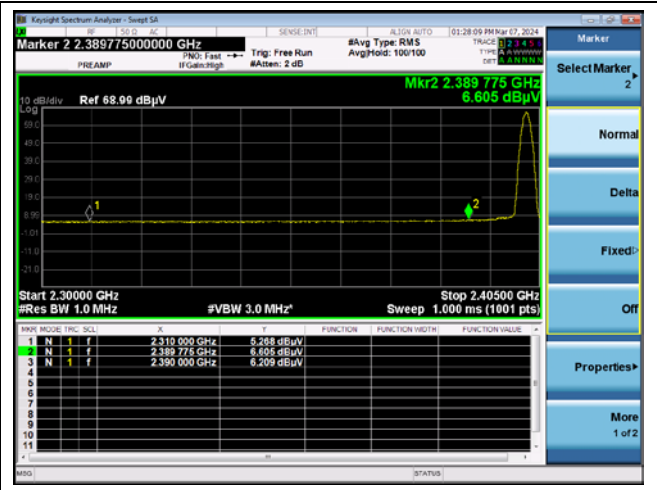 Keysight Spectrum Analyzer - Swept SA
RF 50 Ω AC SENSE:INT ALIGN AUTO 01:28:09 PM Mar 07, 2024
Marker 2 2.389775000000 GHz
PREAMP
PNO: Fast
IFGain:High
Trig: Free Run
#Atten: 2 dB
#Avg Type: RMS
Avg|Hold: 100/100
TRACE 1 2 3 4 5
TYPE A A WWWW
DET A A N N N N
Mkr2 2.389 775 GHz
6.605 dBµV
10 dB/div Ref 68.99 dBµV
Log
59.0
49.0
39.0
29.0
19.0
8.99
-1.01
-11.0
-21.0
1
2
Start 2.30000 GHz Stop 2.40500 GHz
#Res BW 1.0 MHz #VBW 3.0 MHz* Sweep 1.000 ms (1001 pts)
MKR MODE TRC SCL X Y FUNCTION FUNCTION WIDTH FUNCTION VALUE
1 N 1 f 2.310 000 GHz 5.268 dBµV
2 N 1 f 2.389 775 GHz 6.605 dBµV
3 N 1 f 2.390 000 GHz 6.209 dBµV
4
5
6
7
8
9
10
11
MSG STATUS
Marker
Select Marker
2
Normal
Delta
Fixed
Off
Properties
More
1 of 2